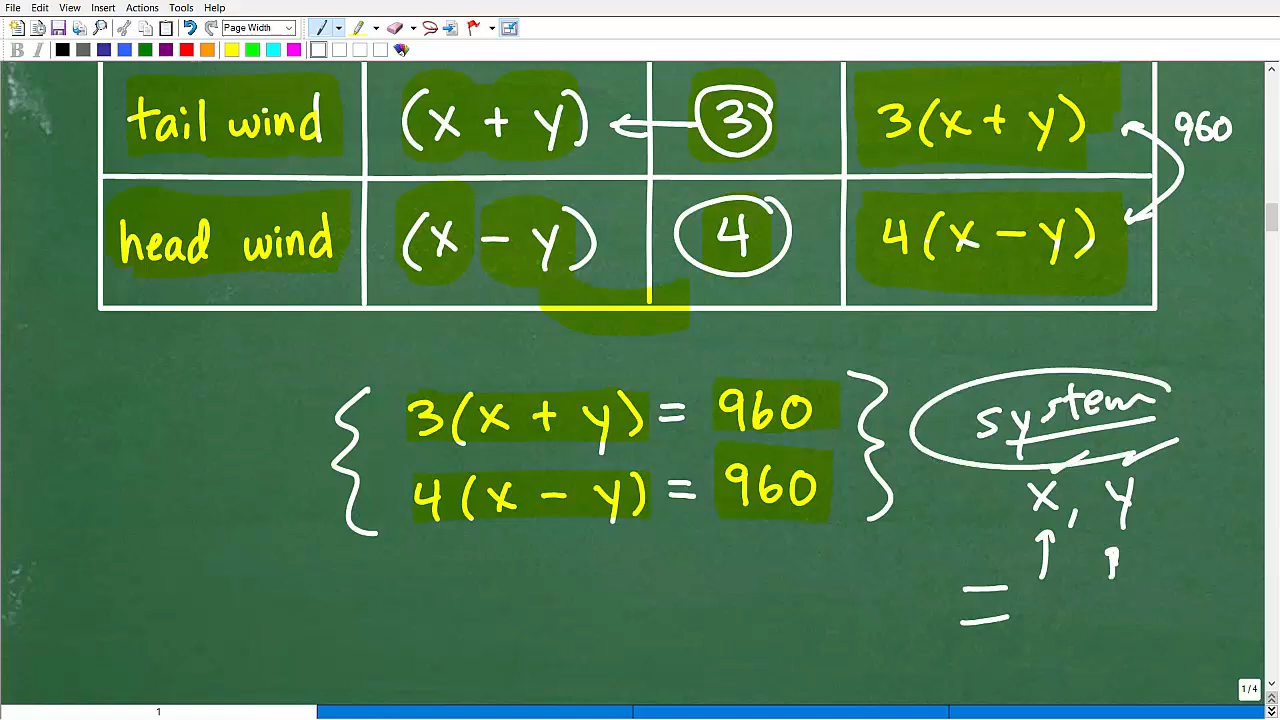 File Edit View Insert Actions Tools Help
Page Width
B I
tail wind (x + y) 3 3(x + y) 960
head wind (x - y) 4 4(x - y)
3(x + y) = 960 system
4(x - y) = 960 x, y
=
1/4
1